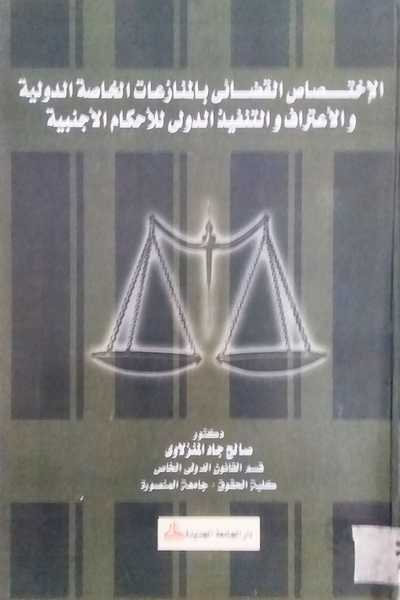 الإختصاص القضائى بالمنازعات الخاصة الدولية
والأعتراف والتنفيذ الدولى للأحكام الأجنبية
دكتور
صالح جاد المنزلاوى
قسم القانون الدولى الخاص
كلية الحقوق - جامعة المنصورة
دار الجامعة الجديدة